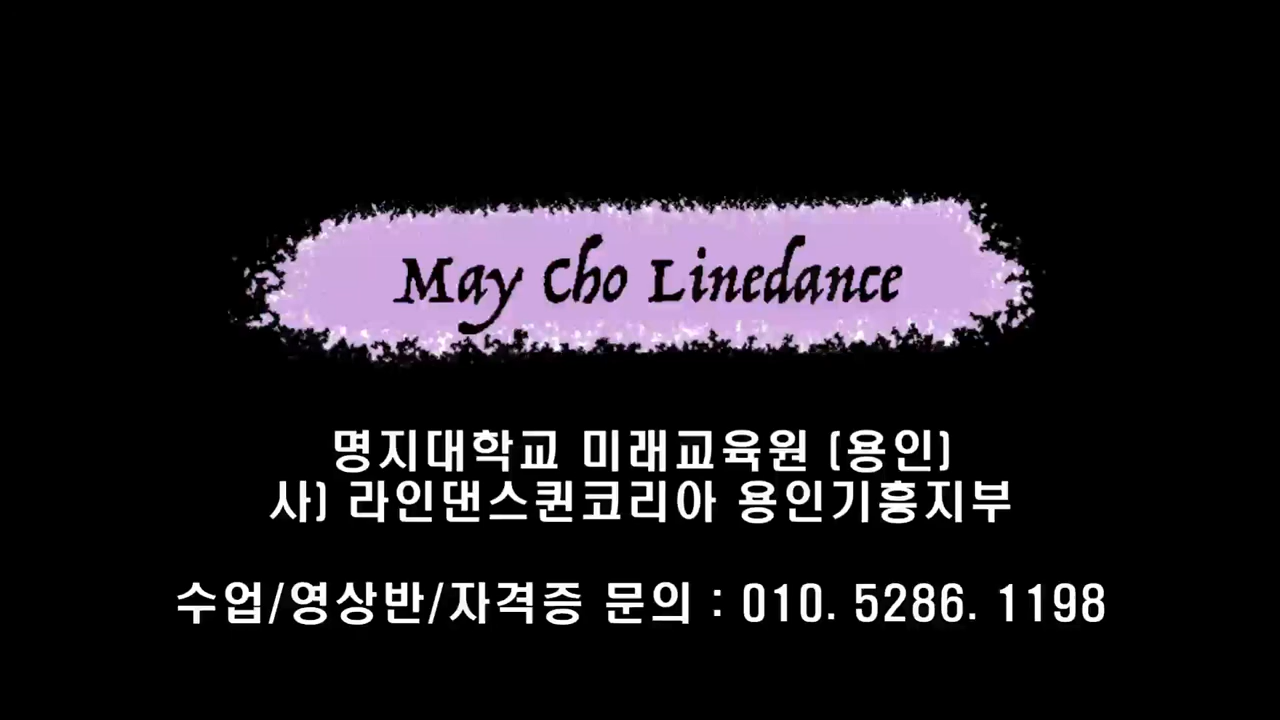 May Cho Linedance
명지대학교 미래교육원 (용인)
사) 라인댄스퀸코리아 용인기흥지부
수업/영상반/자격증 문의 : 010. 5286. 1198